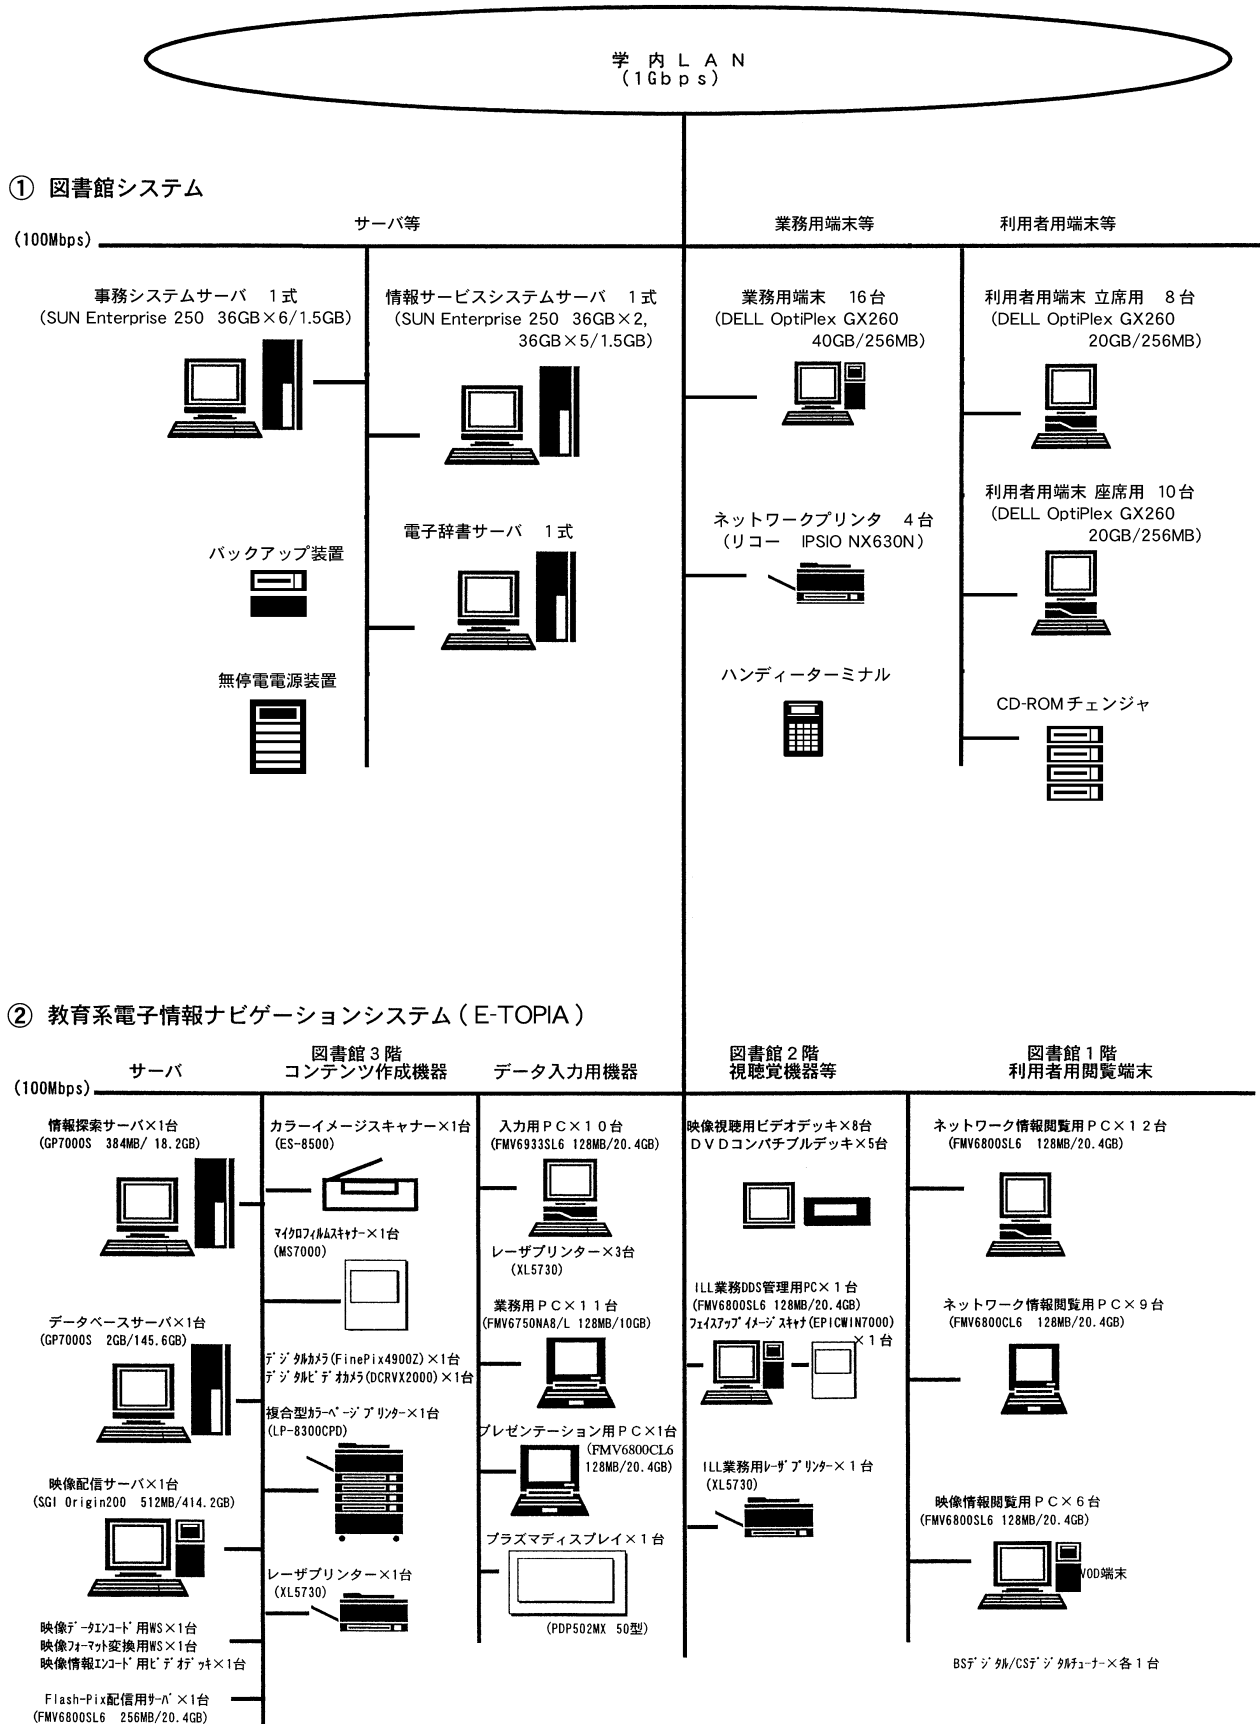 学 内 L A N
(1Gbps)
① 図書館システム
(100Mbps)
サーバ等
業務用端末等
利用者用端末等
事務システムサーバ 1式
(SUN Enterprise 250 36GB×6/1.5GB)
情報サービスシステムサーバ 1式
(SUN Enterprise 250 36GB×2,
36GB×5/1.5GB)
業務用端末 16台
(DELL OptiPlex GX260
40GB/256MB)
利用者用端末 立席用 8台
(DELL OptiPlex GX260
20GB/256MB)
バックアップ装置
電子辞書サーバ 1式
ネットワークプリンタ 4台
(リコー IPSIO NX630N)
利用者用端末 座席用 10台
(DELL OptiPlex GX260
20GB/256MB)
無停電電源装置
ハンディーターミナル
CD-ROMチェンジャ
② 教育系電子情報ナビゲーションシステム(E-TOPIA)
(100Mbps)
サーバ
図書館3階
コンテンツ作成機器
データ入力用機器
図書館2階
視聴覚機器等
図書館1階
利用者用閲覧端末
情報探索サーバ×1台
(GP7000S 384MB/ 18.2GB)
データベースサーバ×1台
(GP7000S 2GB/145.6GB)
映像配信サーバ×1台
(SGI Origin200 512MB/414.2GB)
映像データエンコード用WS×1台
映像フォーマット変換用WS×1台
映像情報エンコード用ビデオデッキ×1台
Flash-Pix配信用サーバ×1台
(FMV6800SL6 256MB/20.4GB)
カラーイメージスキャナー×1台
(ES-8500)
マイクロフィルムスキャナー×1台
(MS7000)
デジタルカメラ(FinePix4900Z)×1台
デジタルビデオカメラ(DCRVX2000)×1台
複合型カラーページプリンター×1台
(LP-8300CPD)
レーザプリンター×1台
(XL5730)
入力用PC×10台
(FMV6933SL6 128MB/20.4GB)
レーザプリンター×3台
(XL5730)
業務用PC×11台
(FMV6750NA8/L 128MB/10GB)
プレゼンテーション用PC×1台
(FMV6800CL6
128MB/20.4GB)
プラズマディスプレイ×1台
(PDP502MX 50型)
映像視聴用ビデオデッキ×8台
DVDコンパチブルデッキ×5台
ILL業務DDS管理用PC×1台
(FMV6800SL6 128MB/20.4GB)
フェイスアップイメージスキャナ(EPICWIN7000)
×1台
ILL業務用レーザプリンター×1台
(XL5730)
ネットワーク情報閲覧用PC×12台
(FMV6800SL6 128MB/20.4GB)
ネットワーク情報閲覧用PC×9台
(FMV6800CL6 128MB/20.4GB)
映像情報閲覧用PC×6台
(FMV6800SL6 128MB/20.4GB)
VOD端末
BSデジタル/CSデジタルチューナー×各1台